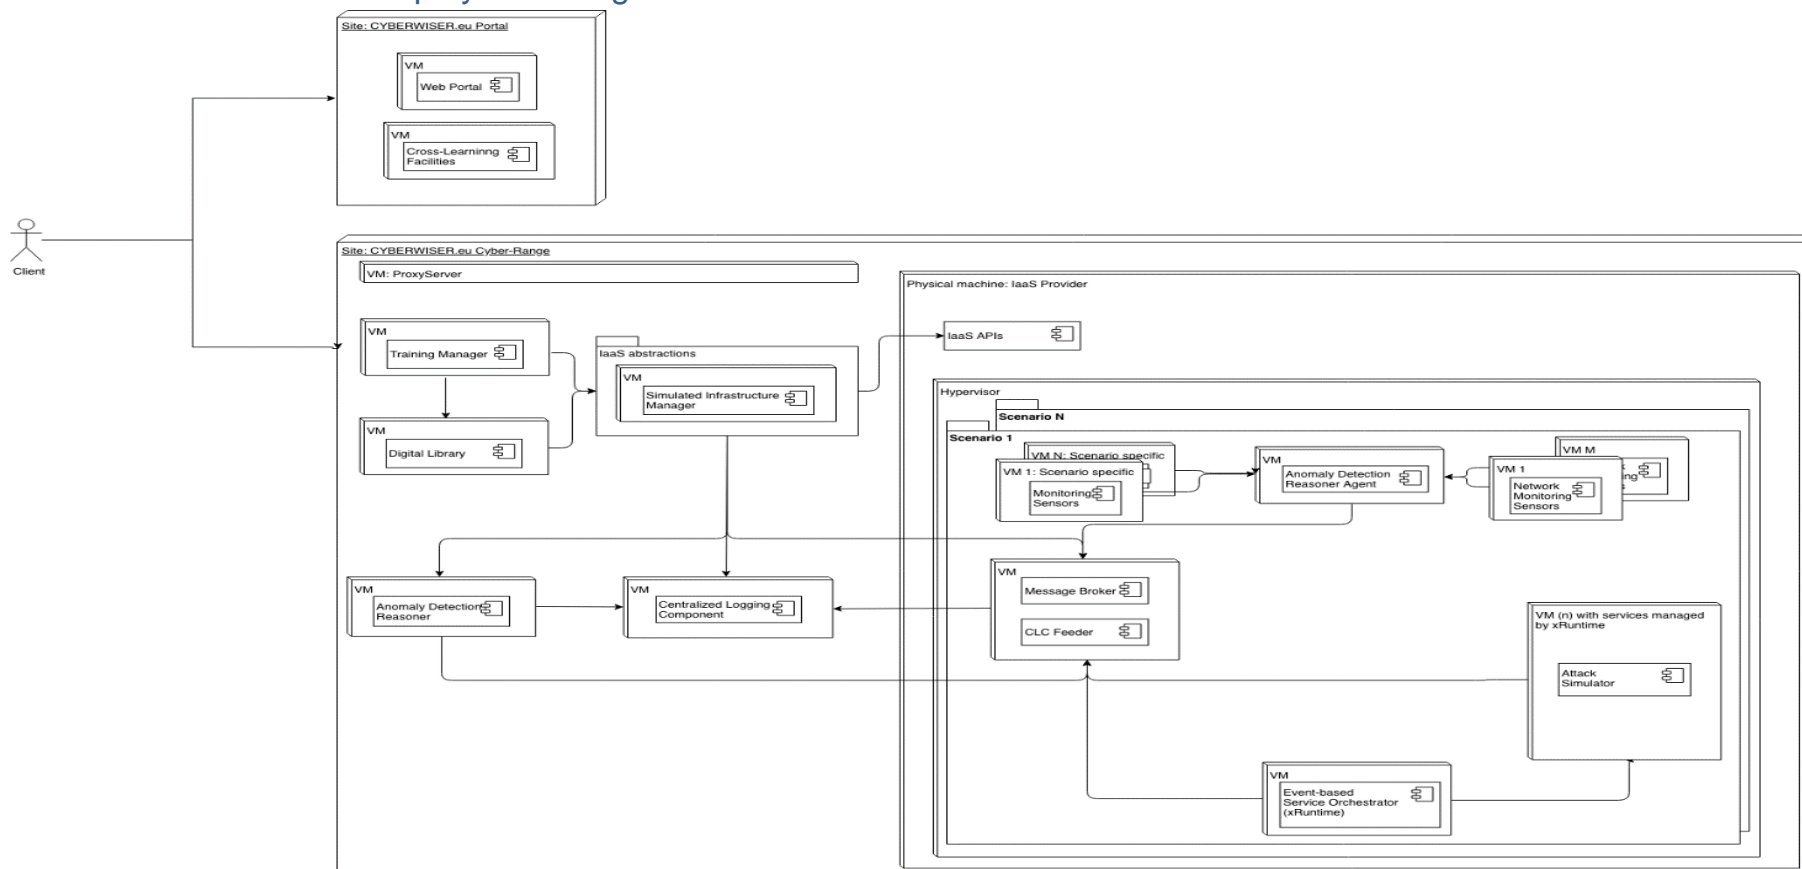 Site: CYBERWISER.eu Portal
VM
Web Portal
VM
Cross-Learninng
Facilities
Client
Site: CYBERWISER.eu Cyber-Range
VM: ProxyServer
Physical machine: IaaS Provider
VM
Training Manager
IaaS abstractions
VM
Simulated Infrastructure
Manager
IaaS APIs
VM
Digital Library
Hypervisor
Scenario N
Scenario 1
VM N: Scenario specific
VM 1: Scenario specific
Monitoring
Sensors
VM
Anomaly Detection
Reasoner Agent
VM M
ing
VM 1
Network
Monitoring
Sensors
VM
Anomaly Detection
Reasoner
VM
Centralized Logging
Component
VM
Message Broker
CLC Feeder
VM (n) with services managed
by xRuntime
Attack
Simulator
VM
Event-based
Service Orchestrator
(xRuntime)